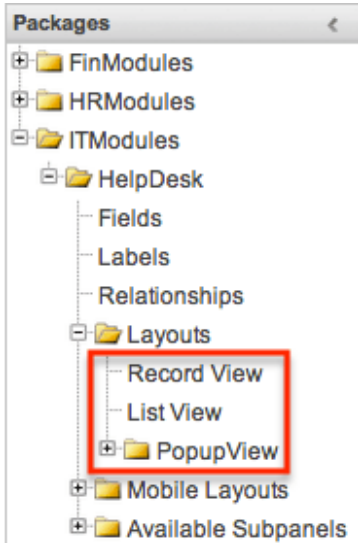 Packages
FinModules
HRModules
ITModules
HelpDesk
Fields
Labels
Relationships
Layouts
Record View
List View
PopupView
Mobile Layouts
Available Subpanels